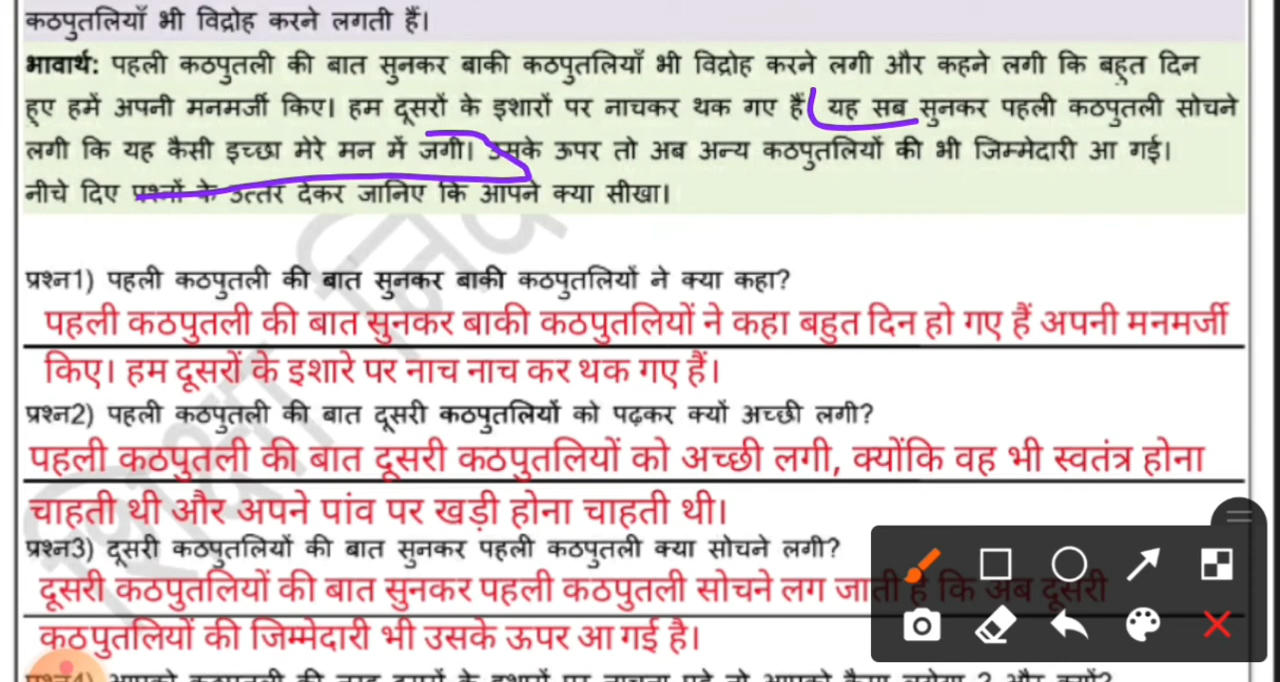 कठपुतलियाँ भी विद्रोह करने लगती हैं।
भावार्थ: पहली कठपुतली की बात सुनकर बाकी कठपुतलियाँ भी विद्रोह करने लगी और कहने लगी कि बहुत दिन
हुए हमें अपनी मनमर्जी किए। हम दूसरों के इशारों पर नाचकर थक गए हैं। यह सब सुनकर पहली कठपुतली सोचने
लगी कि यह कैसी इच्छा मेरे मन में जगी। उसके ऊपर तो अब अन्य कठपुतलियों की भी जिम्मेदारी आ गई।
नीचे दिए प्रश्नों के उत्तर देकर जानिए कि आपने क्या सीखा।
प्रश्न1) पहली कठपुतली की बात सुनकर बाकी कठपुतलियों ने क्या कहा?
पहली कठपुतली की बात सुनकर बाकी कठपुतलियों ने कहा बहुत दिन हो गए हैं अपनी मनमर्जी
किए। हम दूसरों के इशारे पर नाच नाच कर थक गए हैं।
प्रश्न2) पहली कठपुतली की बात दूसरी कठपुतलियों को पढ़कर क्यों अच्छी लगी?
पहली कठपुतली की बात दूसरी कठपुतलियों को अच्छी लगी, क्योंकि वह भी स्वतंत्र होना
चाहती थी और अपने पांव पर खड़ी होना चाहती थी।
प्रश्न3) दूसरी कठपुतलियों की बात सुनकर पहली कठपुतली क्या सोचने लगी?
दूसरी कठपुतलियों की बात सुनकर पहली कठपुतली सोचने लग जाती है कि अब दूसरी
कठपुतलियों की जिम्मेदारी भी उसके ऊपर आ गई है।